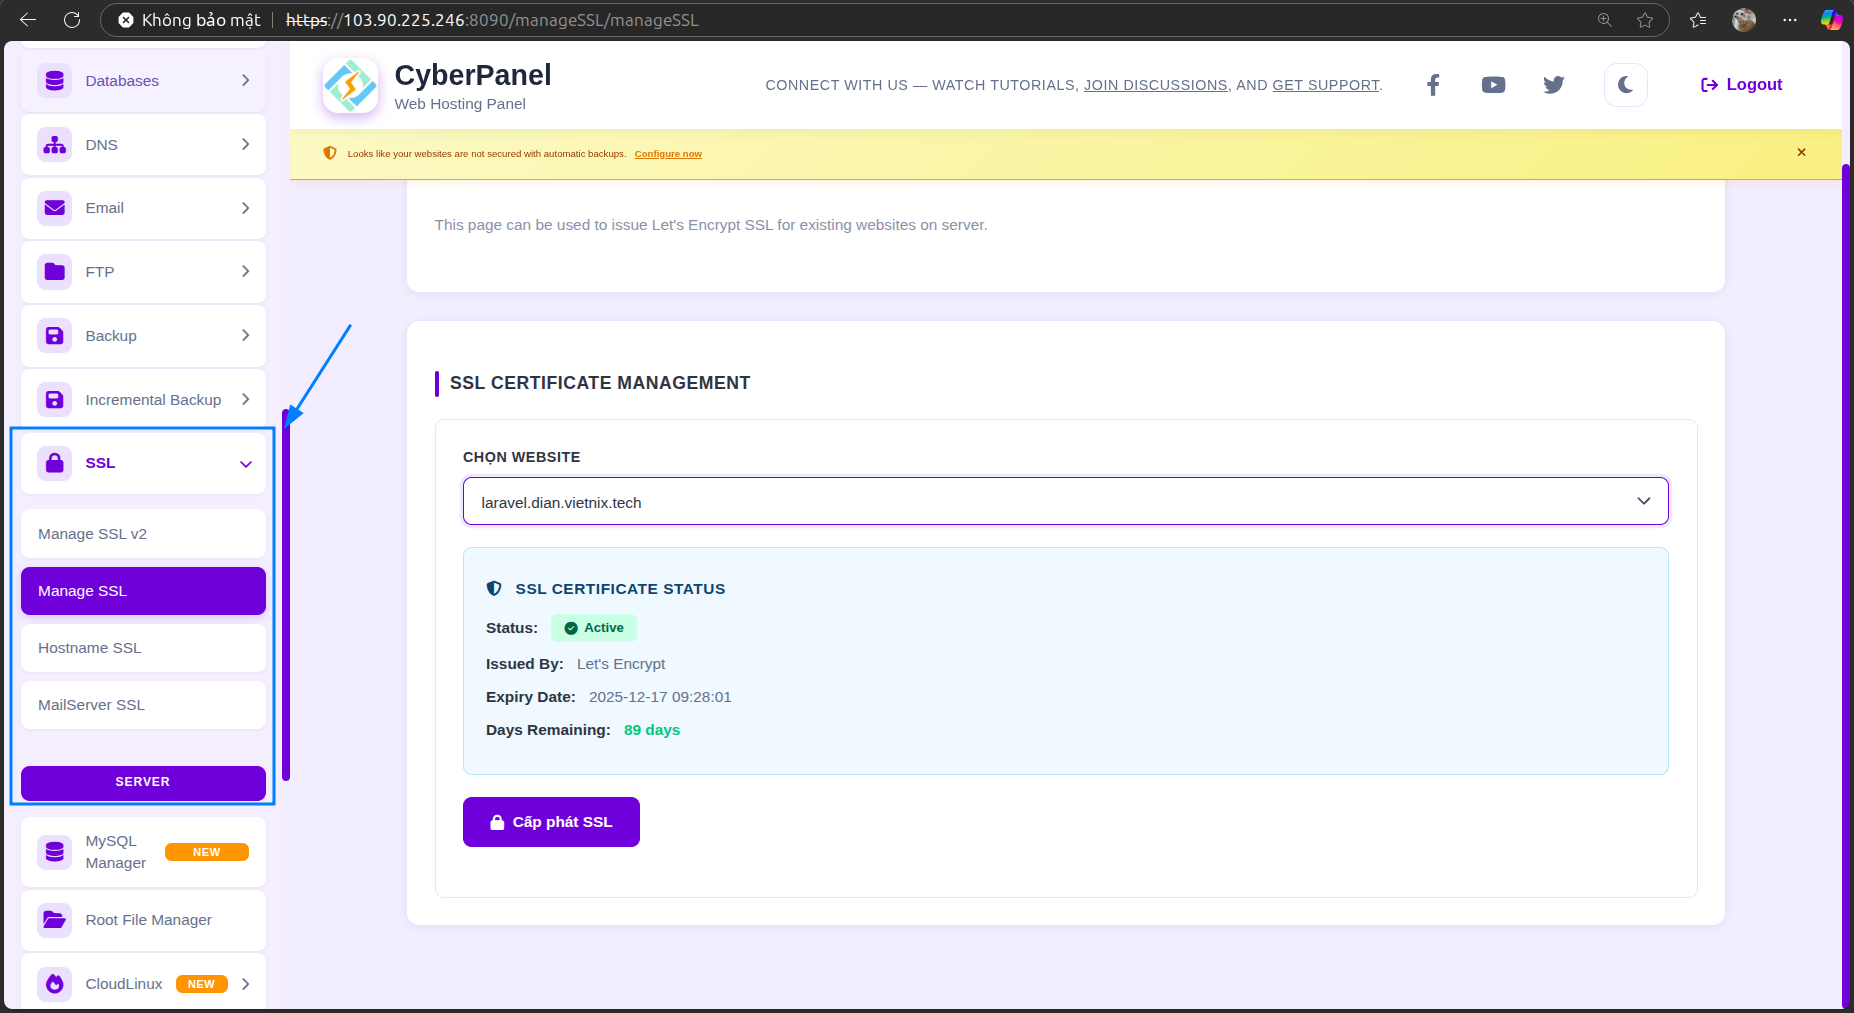 Không bảo mật
https://103.90.225.246:8090/manageSSL/manageSSL
Databases
DNS
Email
FTP
Backup
Incremental Backup
SSL
Manage SSL v2
Manage SSL
Hostname SSL
MailServer SSL
SERVER
MySQL
Manager
NEW
Root File Manager
CloudLinux
NEW
CyberPanel
Web Hosting Panel
CONNECT WITH US — WATCH TUTORIALS, JOIN DISCUSSIONS, AND GET SUPPORT.
Logout
Looks like your websites are not secured with automatic backups. Configure now
This page can be used to issue Let's Encrypt SSL for existing websites on server.
SSL CERTIFICATE MANAGEMENT
CHỌN WEBSITE
laravel.dian.vietnix.tech
SSL CERTIFICATE STATUS
Status: Active
Issued By: Let's Encrypt
Expiry Date: 2025-12-17 09:28:01
Days Remaining: 89 days
Cấp phát SSL